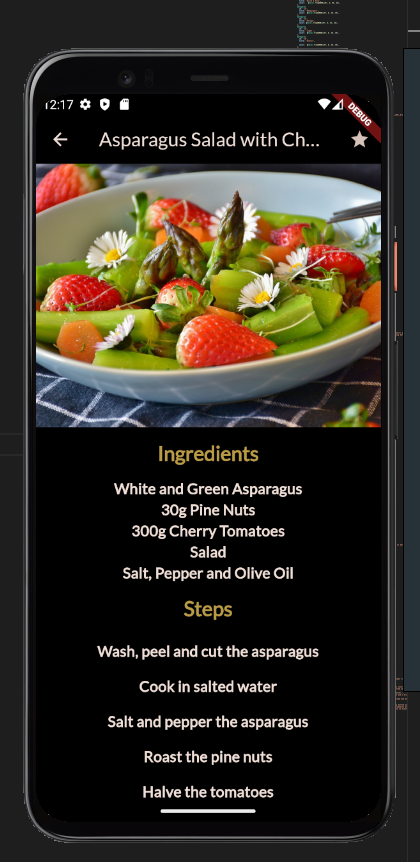 12:17
DEBUG
Asparagus Salad with Ch...
Ingredients
White and Green Asparagus
30g Pine Nuts
300g Cherry Tomatoes
Salad
Salt, Pepper and Olive Oil
Steps
Wash, peel and cut the asparagus
Cook in salted water
Salt and pepper the asparagus
Roast the pine nuts
Halve the tomatoes